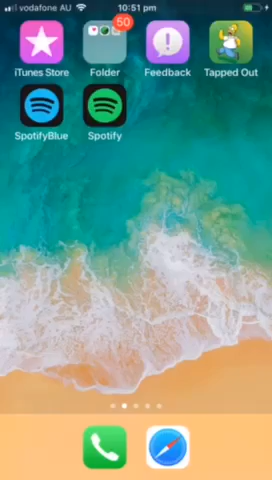 vodafone AU 10:51 pm
50
iTunes Store Folder Feedback Tapped Out
SpotifyBlue Spotify